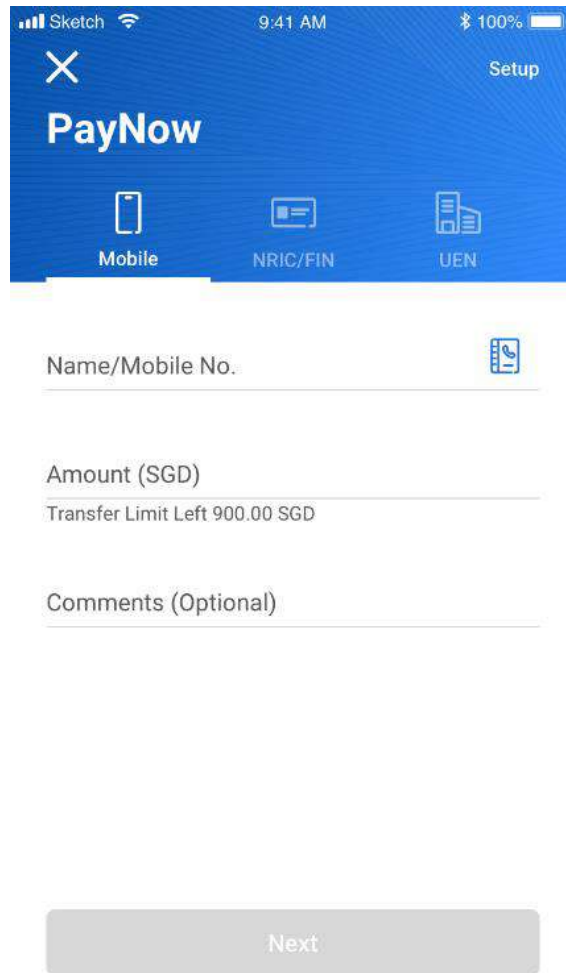 Sketch 9:41 AM 100%
Setup
PayNow
Mobile NRIC/FIN UEN
Name/Mobile No.
Amount (SGD)
Transfer Limit Left 900.00 SGD
Comments (Optional)
Next